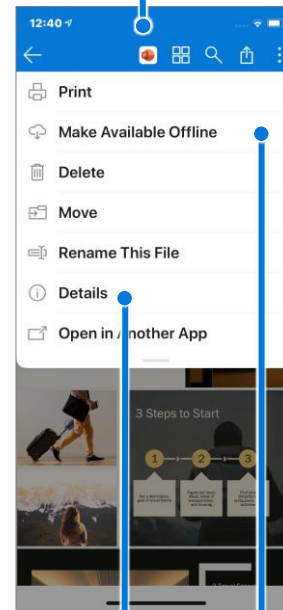 12:40
Print
Make Available Offline
Delete
Move
Rename This File
Details
Open in Another App
3 Steps to Start
1 2 3